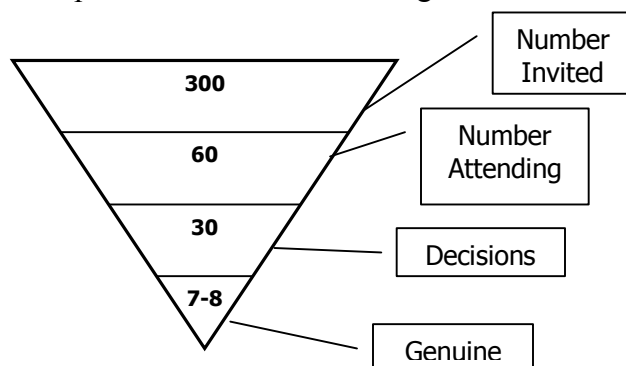 300
Number
Invited
60
Number
Attending
30
Decisions
7-8
Genuine